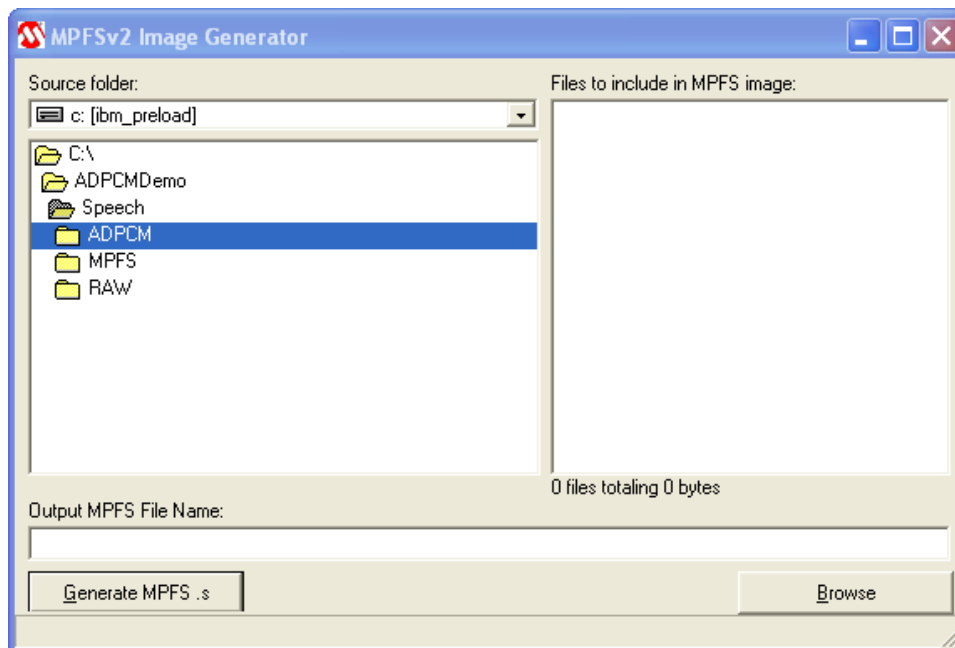 MPFSv2 Image Generator
Source folder:
c: [ibm_preload]
C:\
ADPCMDemo
Speech
ADPCM
MPFS
RAW
Files to include in MPFS image:
0 files totaling 0 bytes
Output MPFS File Name:
Generate MPFS .s
Browse